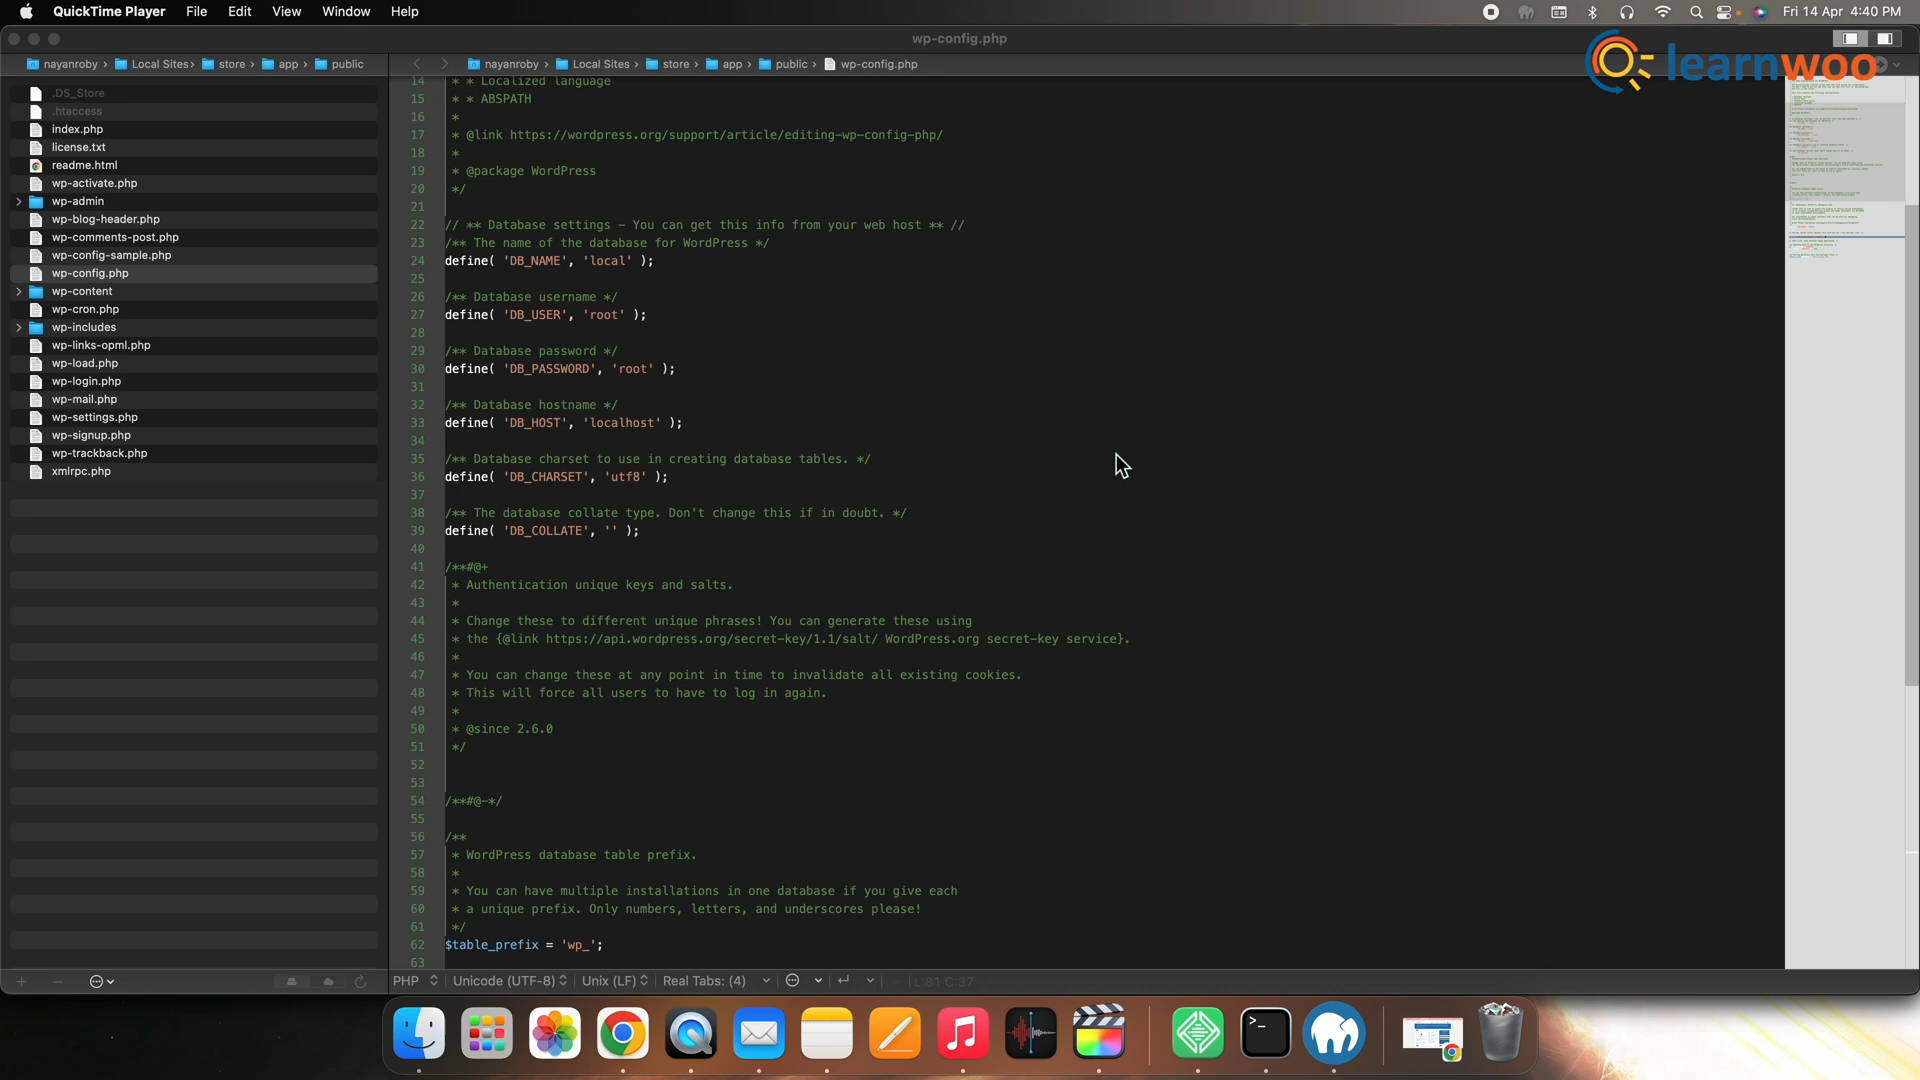 QuickTime Player File Edit View Window Help
Fri 14 Apr 4:40 PM
wp-config.php
nayanroby › Local Sites › store › app › public
nayanroby › Local Sites › store › app › public › wp-config.php
learnwoo
.DS_Store
.htaccess
index.php
license.txt
readme.html
wp-activate.php
wp-admin
wp-blog-header.php
wp-comments-post.php
wp-config-sample.php
wp-config.php
wp-content
wp-cron.php
wp-includes
wp-links-opml.php
wp-load.php
wp-login.php
wp-mail.php
wp-settings.php
wp-signup.php
wp-trackback.php
xmlrpc.php
14 * * Localized language
15 * * ABSPATH
16 *
17 * @link https://wordpress.org/support/article/editing-wp-config-php/
18 *
19 * @package WordPress
20 */
21
22 // ** Database settings - You can get this info from your web host ** //
23 /** The name of the database for WordPress */
24 define( 'DB_NAME', 'local' );
25
26 /** Database username */
27 define( 'DB_USER', 'root' );
28
29 /** Database password */
30 define( 'DB_PASSWORD', 'root' );
31
32 /** Database hostname */
33 define( 'DB_HOST', 'localhost' );
34
35 /** Database charset to use in creating database tables. */
36 define( 'DB_CHARSET', 'utf8' );
37
38 /** The database collate type. Don't change this if in doubt. */
39 define( 'DB_COLLATE', '' );
40
41 /**#@+
42 * Authentication unique keys and salts.
43 *
44 * Change these to different unique phrases! You can generate these using
45 * the {@link https://api.wordpress.org/secret-key/1.1/salt/ WordPress.org secret-key service}.
46 *
47 * You can change these at any point in time to invalidate all existing cookies.
48 * This will force all users to have to log in again.
49 *
50 * @since 2.6.0
51 */
52
53
54 /**#@-*/
55
56 /**
57 * WordPress database table prefix.
58 *
59 * You can have multiple installations in one database if you give each
60 * a unique prefix. Only numbers, letters, and underscores please!
61 */
62 $table_prefix = 'wp_';
63
PHP Unicode (UTF-8) Unix (LF) Real Tabs: (4) L:81 C:37